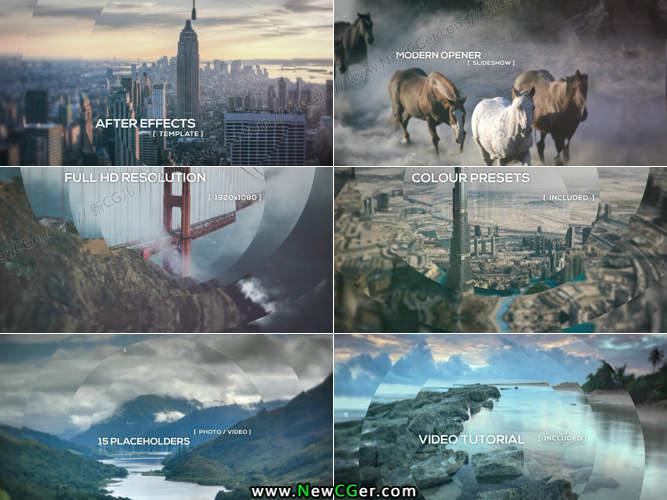 AFTER EFFECTS
[ TEMPLATE ]
MODERN OPENER
[ SLIDESHOW ]
FULL HD RESOLUTION
[ 1920x1080 ]
COLOUR PRESETS
[ INCLUDED ]
15 PLACEHOLDERS
[ PHOTO / VIDEO ]
VIDEO TUTORIAL
[ INCLUDED ]
www.NewCGer.com